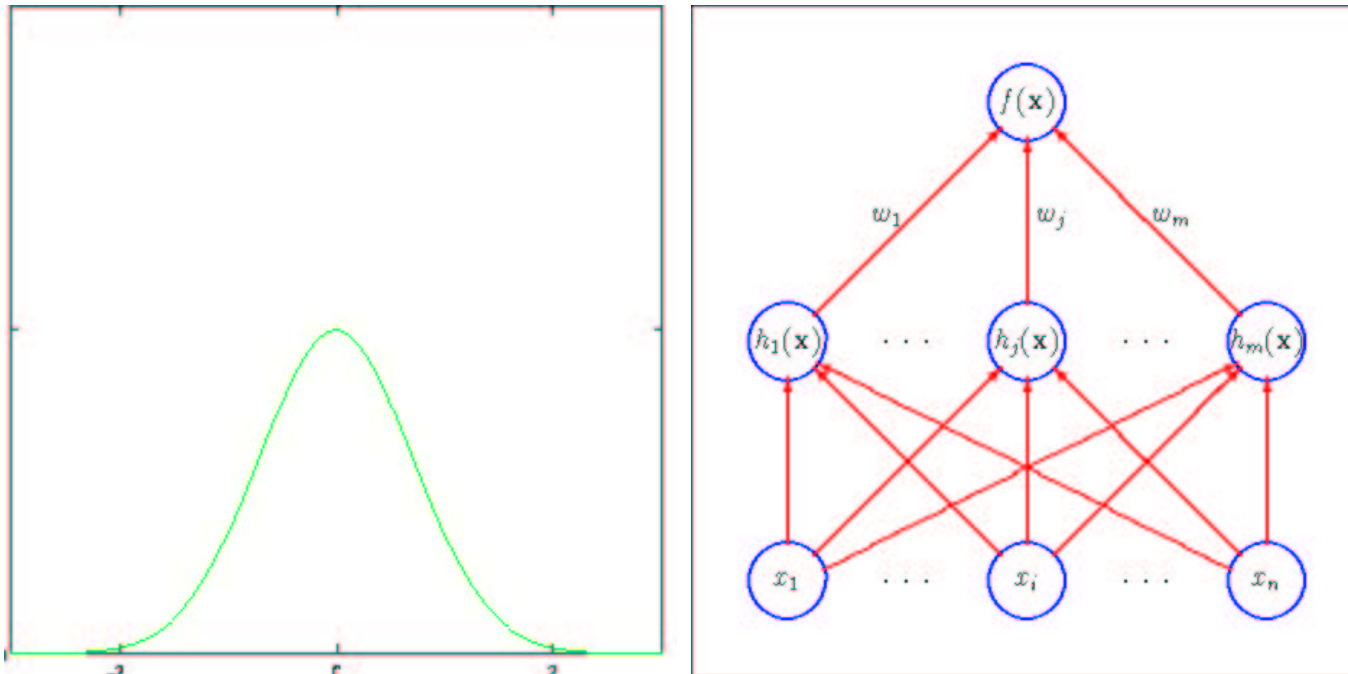 f(x)
w₁ wⱼ wₘ
h₁(x) · · · hⱼ(x) · · · hₘ(x)
x₁ · · · xᵢ · · · xₙ